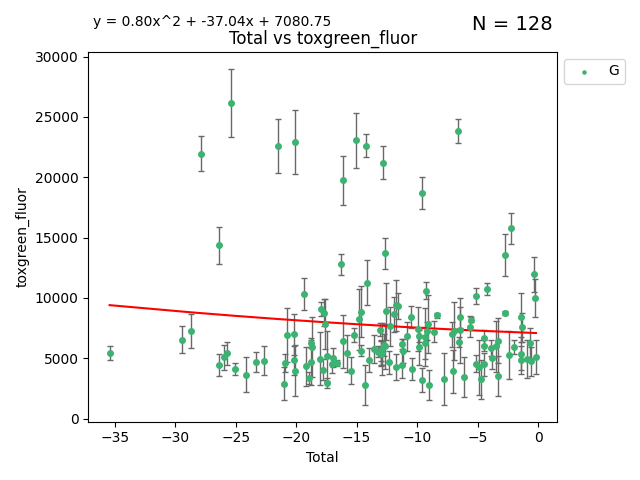 y = 0.80x^2 + -37.04x + 7080.75
N = 128
Total vs toxgreen_fluor
G
30000
25000
20000
15000
10000
5000
0
toxgreen_fluor
−35 −30 −25 −20 −15 −10 −5 0
Total